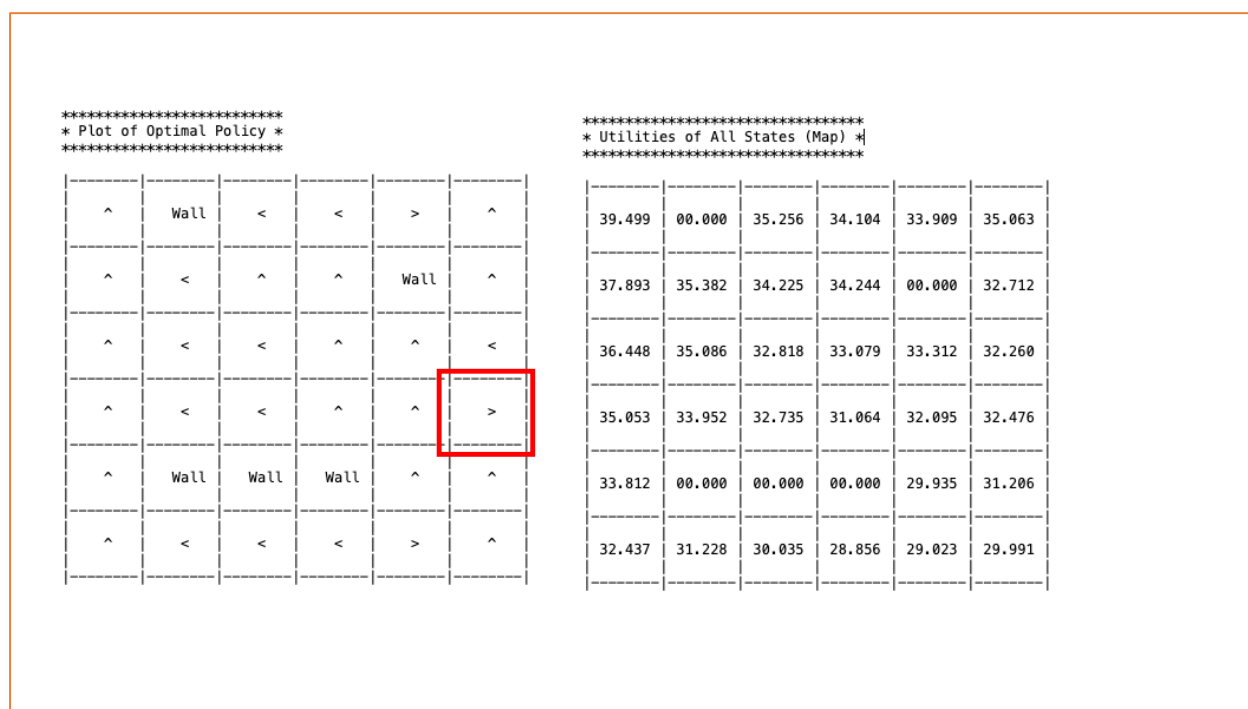 **************************
* Plot of Optimal Policy *
**************************
|--------|--------|--------|--------|--------|--------|
| ^ | Wall | < | < | > | ^ |
|--------|--------|--------|--------|--------|--------|
| ^ | < | ^ | ^ | Wall | ^ |
|--------|--------|--------|--------|--------|--------|
| ^ | < | < | ^ | ^ | < |
|--------|--------|--------|--------|--------|--------|
| ^ | < | < | ^ | ^ | > |
|--------|--------|--------|--------|--------|--------|
| ^ | Wall | Wall | Wall | ^ | ^ |
|--------|--------|--------|--------|--------|--------|
| ^ | < | < | < | > | ^ |
|--------|--------|--------|--------|--------|--------|
*********************************
* Utilities of All States (Map) *
*********************************
|--------|--------|--------|--------|--------|--------|
| 39.499 | 00.000 | 35.256 | 34.104 | 33.909 | 35.063 |
|--------|--------|--------|--------|--------|--------|
| 37.893 | 35.382 | 34.225 | 34.244 | 00.000 | 32.712 |
|--------|--------|--------|--------|--------|--------|
| 36.448 | 35.086 | 32.818 | 33.079 | 33.312 | 32.260 |
|--------|--------|--------|--------|--------|--------|
| 35.053 | 33.952 | 32.735 | 31.064 | 32.095 | 32.476 |
|--------|--------|--------|--------|--------|--------|
| 33.812 | 00.000 | 00.000 | 00.000 | 29.935 | 31.206 |
|--------|--------|--------|--------|--------|--------|
| 32.437 | 31.228 | 30.035 | 28.856 | 29.023 | 29.991 |
|--------|--------|--------|--------|--------|--------|